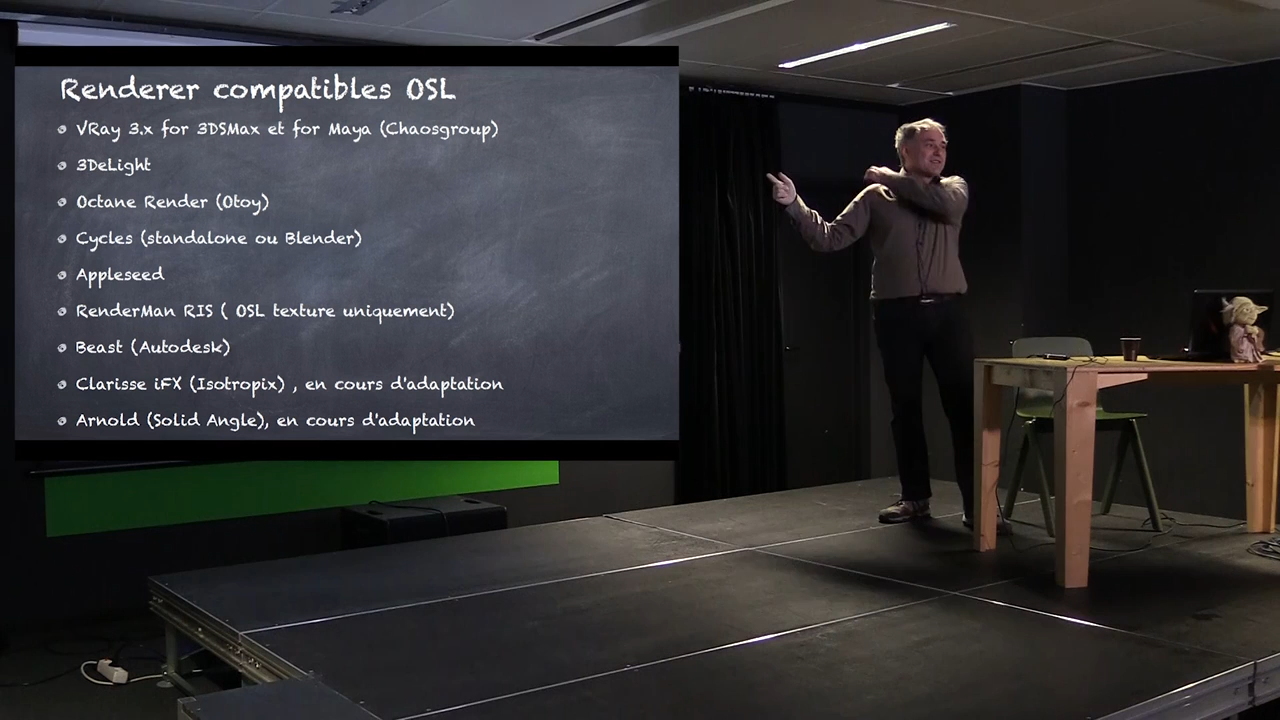 Renderer compatibles OSL
VRay 3.x for 3DSMax et for Maya (Chaosgroup)
3DeLight
Octane Render (Otoy)
Cycles (standalone ou Blender)
Appleseed
RenderMan RIS ( OSL texture uniquement)
Beast (Autodesk)
Clarisse iFX (Isotropix) , en cours d'adaptation
Arnold (Solid Angle), en cours d'adaptation